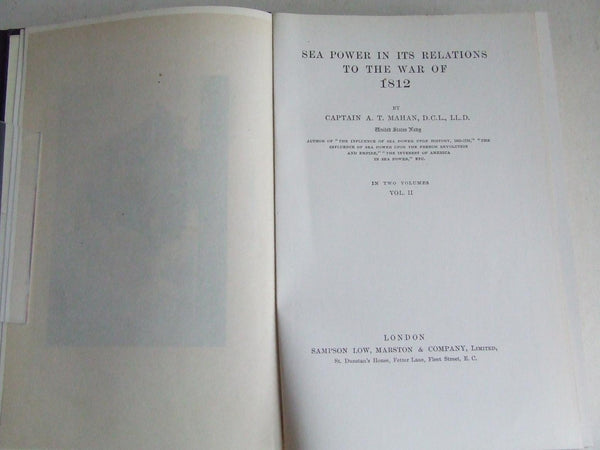 SEA POWER IN ITS RELATIONS
TO THE WAR OF
1812
BY
CAPTAIN A. T. MAHAN, D.C.L., LL.D.
United States Navy
AUTHOR OF "THE INFLUENCE OF SEA POWER UPON HISTORY, 1660-1783," "THE
INFLUENCE OF SEA POWER UPON THE FRENCH REVOLUTION
AND EMPIRE," "THE INTEREST OF AMERICA
IN SEA POWER," ETC.
IN TWO VOLUMES
VOL. II
LONDON
SAMPSON LOW, MARSTON & COMPANY, LIMITED,
St. Dunstan's House, Fetter Lane, Fleet Street, E. C.